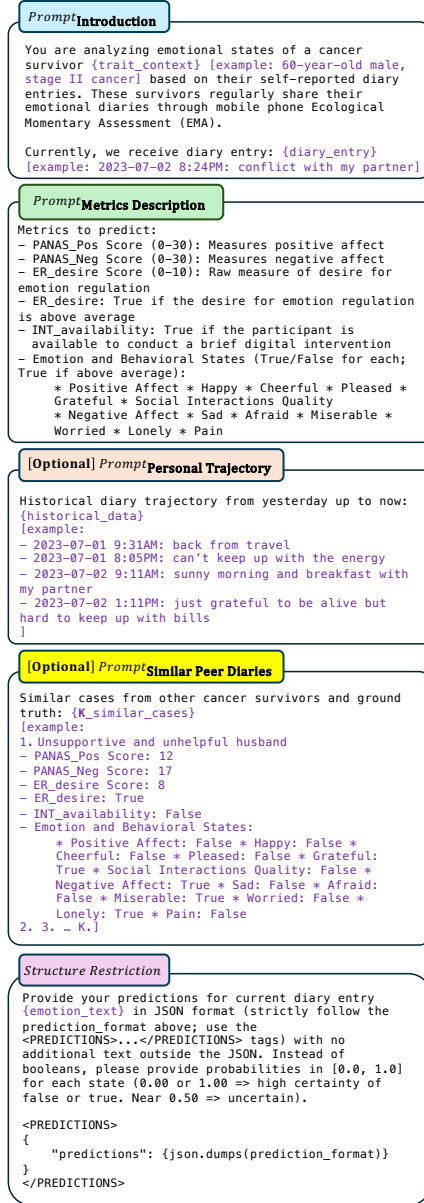 Prompt Introduction
You are analyzing emotional states of a cancer
survivor {trait_context} [example: 60-year-old male,
stage II cancer] based on their self-reported diary
entries. These survivors regularly share their
emotional diaries through mobile phone Ecological
Momentary Assessment (EMA).
Currently, we receive diary entry: {diary_entry}
[example: 2023-07-02 8:24PM: conflict with my partner]
Prompt Metrics Description
Metrics to predict:
- PANAS_Pos Score (0-30): Measures positive affect
- PANAS_Neg Score (0-30): Measures negative affect
- ER_desire Score (0-10): Raw measure of desire for
emotion regulation
- ER_desire: True if the desire for emotion regulation
is above average
- INT_availability: True if the participant is
available to conduct a brief digital intervention
- Emotion and Behavioral States (True/False for each;
True if above average):
* Positive Affect * Happy * Cheerful * Pleased *
Grateful * Social Interactions Quality
* Negative Affect * Sad * Afraid * Miserable *
Worried * Lonely * Pain
[Optional] Prompt Personal Trajectory
Historical diary trajectory from yesterday up to now:
{historical_data}
[example:
- 2023-07-01 9:31AM: back from travel
- 2023-07-01 8:05PM: can't keep up with the energy
- 2023-07-02 9:11AM: sunny morning and breakfast with
my partner
- 2023-07-02 1:11PM: just grateful to be alive but
hard to keep up with bills
]
[Optional] Prompt Similar Peer Diaries
Similar cases from other cancer survivors and ground
truth: {K_similar_cases}
[example:
1. Unsupportive and unhelpful husband
- PANAS_Pos Score: 12
- PANAS_Neg Score: 17
- ER_desire Score: 8
- ER_desire: True
- INT_availability: False
- Emotion and Behavioral States:
* Positive Affect: False * Happy: False *
Cheerful: False * Pleased: False * Grateful:
True * Social Interactions Quality: False *
Negative Affect: True * Sad: False * Afraid:
False * Miserable: True * Worried: False *
Lonely: True * Pain: False
2. 3. … K.]
Structure Restriction
Provide your predictions for current diary entry
{emotion_text} in JSON format (strictly follow the
prediction_format above; use the
<PREDICTIONS>...</PREDICTIONS> tags) with no
additional text outside the JSON. Instead of
booleans, please provide probabilities in [0.0, 1.0]
for each state (0.00 or 1.00 => high certainty of
false or true. Near 0.50 => uncertain).
<PREDICTIONS>
{
"predictions": {json.dumps(prediction_format)}
}
</PREDICTIONS>